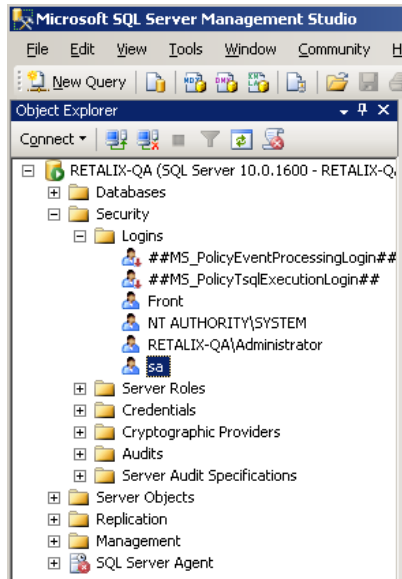 Microsoft SQL Server Management Studio
File Edit View Tools Window Community H
New Query
Object Explorer
Connect
RETALIX-QA (SQL Server 10.0.1600 - RETALIX-Q
Databases
Security
Logins
##MS_PolicyEventProcessingLogin##
##MS_PolicyTsqlExecutionLogin##
Front
NT AUTHORITY\SYSTEM
RETALIX-QA\Administrator
sa
Server Roles
Credentials
Cryptographic Providers
Audits
Server Audit Specifications
Server Objects
Replication
Management
SQL Server Agent